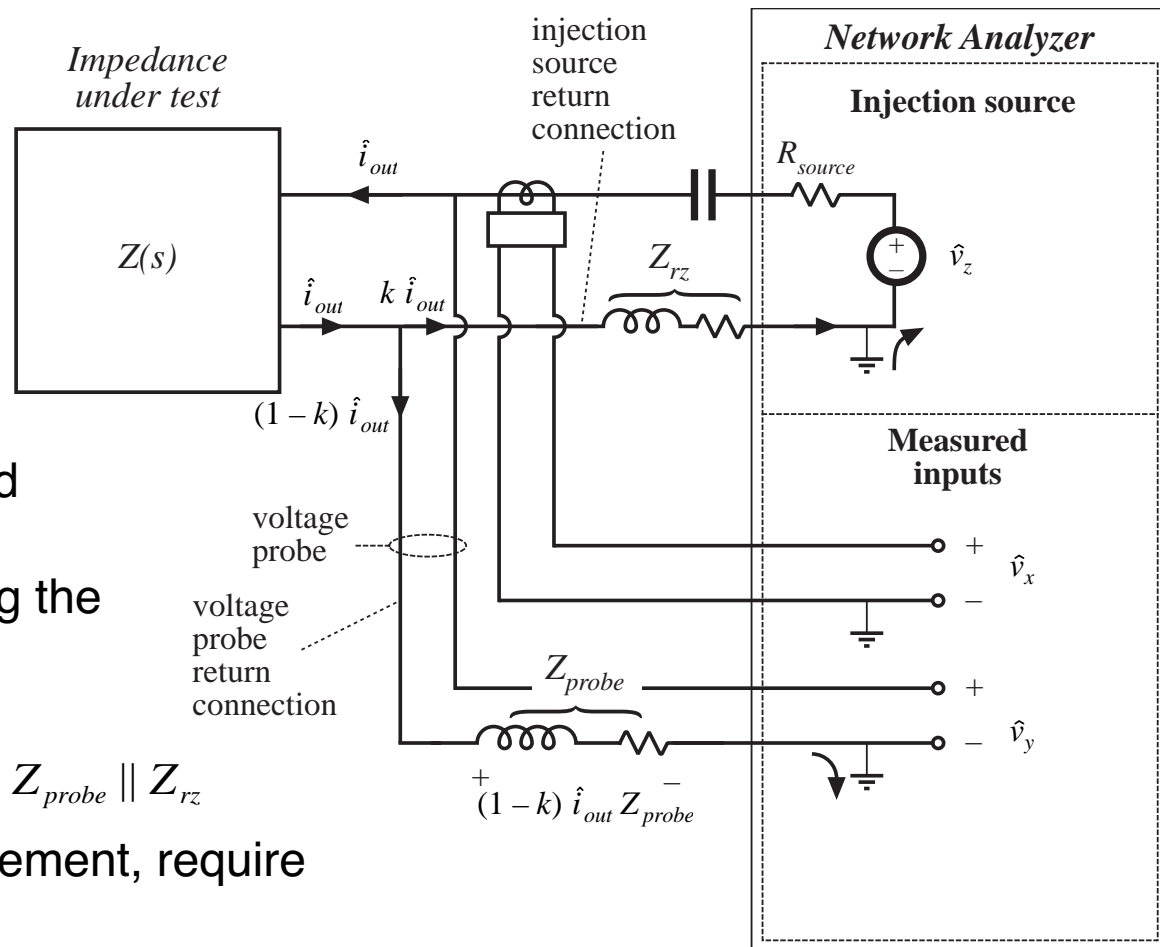 Impedance
under test
injection
source
return
connection
Network Analyzer
Injection source
R_source
î_out
Z(s)
Z_rz
+
–
v̂_z
î_out
k î_out
(1 – k) î_out
Measured
inputs
d
voltage
probe
+
v̂_x
–
g the
voltage
probe
return
connection
Z_probe
+
v̂_y
–
+ –
(1 – k) î_out Z_probe
Z_probe || Z_rz
ement, require